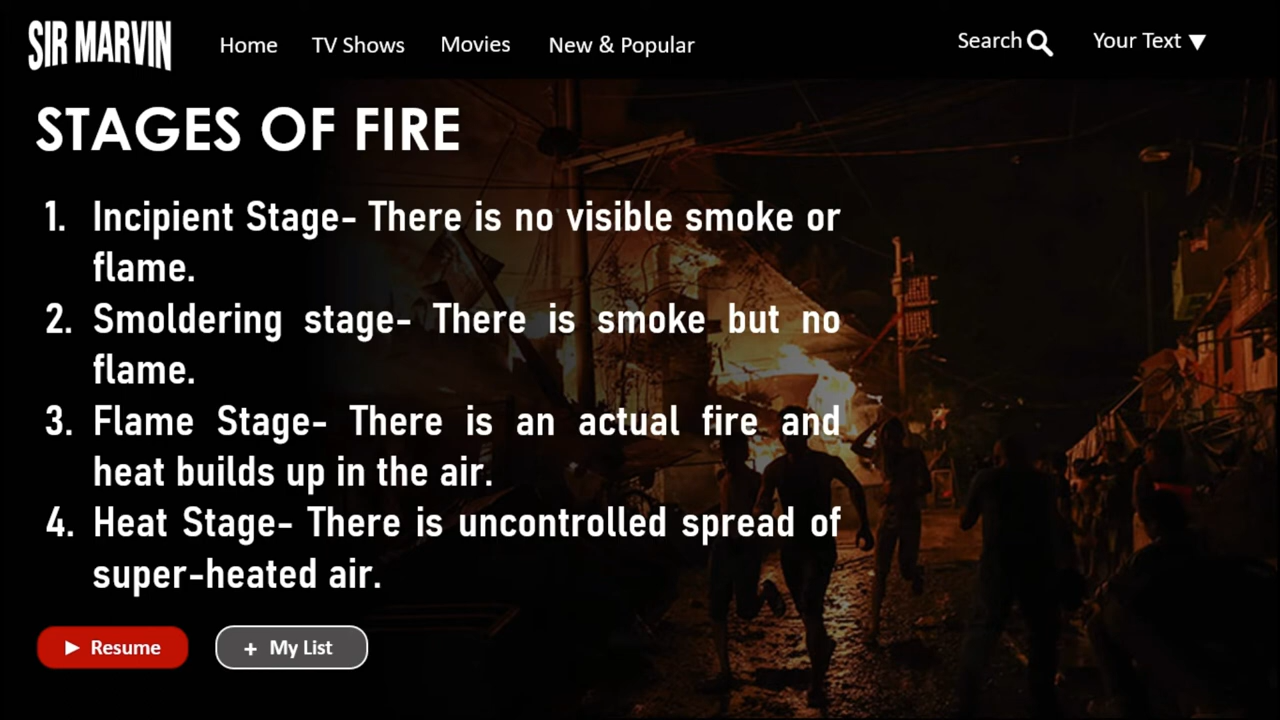 SIR MARVIN Home TV Shows Movies New & Popular Search Your Text
STAGES OF FIRE
1. Incipient Stage- There is no visible smoke or
flame.
2. Smoldering stage- There is smoke but no
flame.
3. Flame Stage- There is an actual fire and
heat builds up in the air.
4. Heat Stage- There is uncontrolled spread of
super-heated air.
Resume + My List